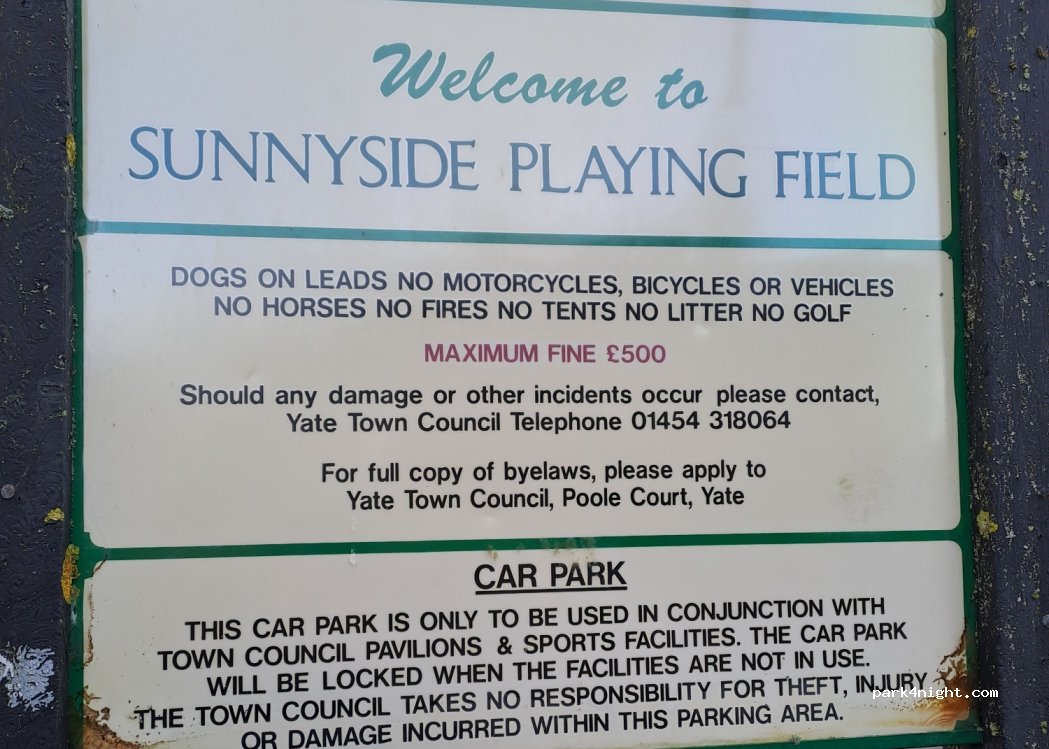 Welcome to
SUNNYSIDE PLAYING FIELD
DOGS ON LEADS NO MOTORCYCLES, BICYCLES OR VEHICLES
NO HORSES NO FIRES NO TENTS NO LITTER NO GOLF
MAXIMUM FINE £500
Should any damage or other incidents occur please contact,
Yate Town Council Telephone 01454 318064
For full copy of byelaws, please apply to
Yate Town Council, Poole Court, Yate
CAR PARK
THIS CAR PARK IS ONLY TO BE USED IN CONJUNCTION WITH
TOWN COUNCIL PAVILIONS & SPORTS FACILITIES. THE CAR PARK
WILL BE LOCKED WHEN THE FACILITIES ARE NOT IN USE.
THE TOWN COUNCIL TAKES NO RESPONSIBILITY FOR THEFT, INJURY
OR DAMAGE INCURRED WITHIN THIS PARKING AREA.
park4night.com